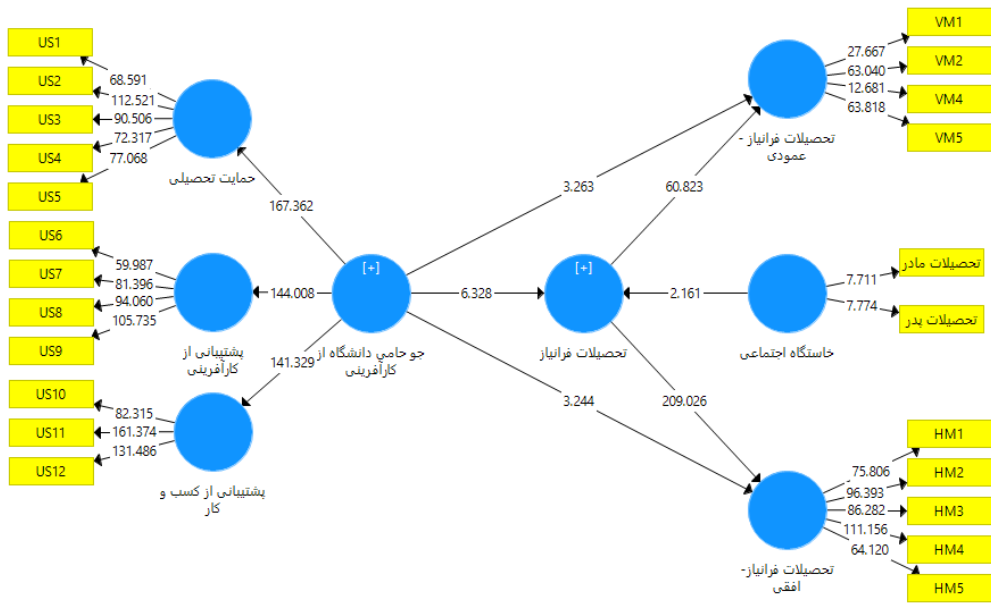 US1
US2
US3
US4
US5
68.591
112.521
90.506
72.317
77.068
حمایت تحصیلی
167.362
US6
US7
US8
US9
59.987
81.396
94.060
105.735
پشتیبانی از
کارآفرینی
144.008
US10
US11
US12
82.315
161.374
131.486
پشتیبانی از کسب و
کار
141.329
[+]
جو حامی دانشگاه از
کارآفرینی
3.263
6.328
3.244
[+]
تحصیلات فرانیاز
60.823
209.026
2.161
خاستگاه اجتماعی
7.711
7.774
تحصیلات مادر
تحصیلات پدر
تحصیلات فرانیاز -
عمودی
27.667
63.040
12.681
63.818
VM1
VM2
VM4
VM5
تحصیلات فرانیاز-
افقی
75.806
96.393
86.282
111.156
64.120
HM1
HM2
HM3
HM4
HM5